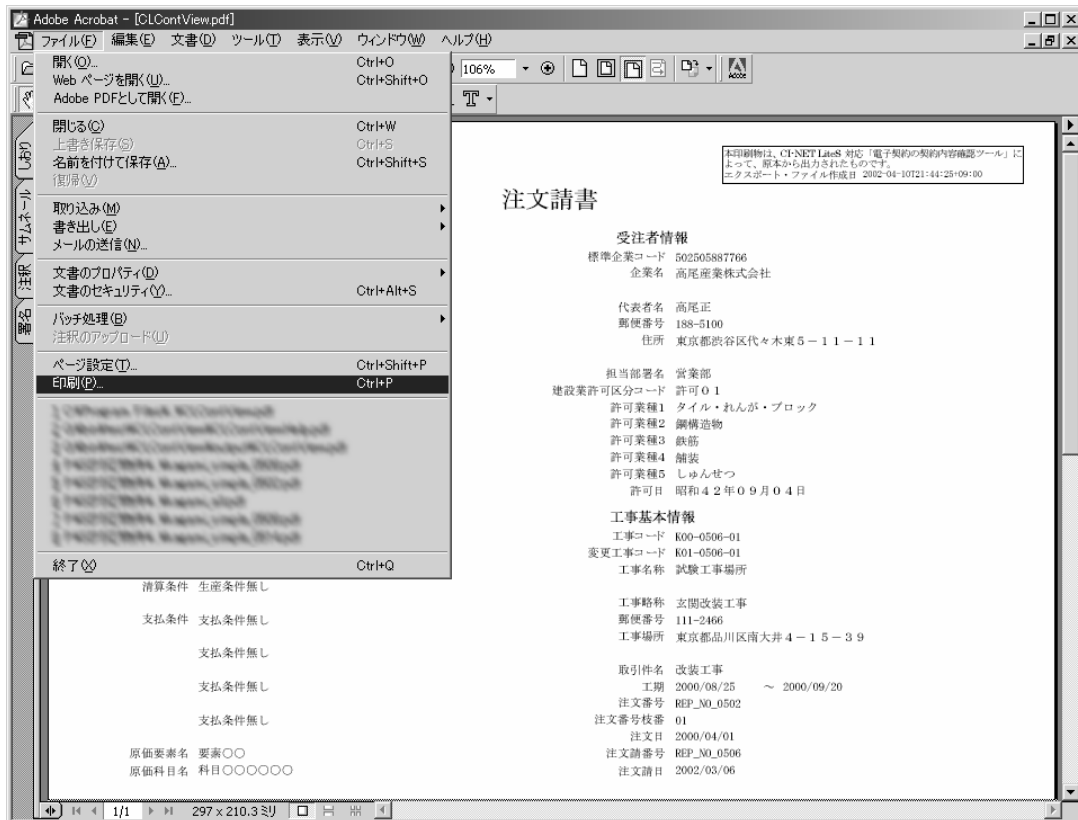 Adobe Acrobat - [CLContView.pdf]
ファイル(F) 編集(E) 文書(D) ツール(T) 表示(V) ウィンドウ(W) ヘルプ(H)
106%
Adobe
T
開く(O)... Ctrl+O
Web ページを開く(U)... Ctrl+Shift+O
Adobe PDFとして開く(F)...
閉じる(C) Ctrl+W
上書き保存(S) Ctrl+S
名前を付けて保存(A)... Ctrl+Shift+S
復帰(V)
取り込み(M)
書き出し(E)
メールの送信(N)...
文書のプロパティ(D)
文書のセキュリティ(Y)... Ctrl+Alt+S
バッチ処理(B)
注釈のアップロード(U)
ページ設定(T)... Ctrl+Shift+P
印刷(P)... Ctrl+P
終了(X) Ctrl+Q
しおり
サムネール
注釈
署名
本印刷物は、CI-NET LiteS 対応「電子契約の契約内容確認ツール」に
よって、原本から出力されたものです。
エクスポート・ファイル作成日 2002-04-10T21:44:25+09:00
注文請書
受注者情報
標準企業コード 502505887766
企業名 高尾産業株式会社
代表者名 高尾正
郵便番号 188-5100
住所 東京都渋谷区代々木東５－１１－１１
担当部署名 営業部
建設業許可区分コード 許可０１
許可業種1 タイル・れんが・ブロック
許可業種2 鋼構造物
許可業種3 鉄筋
許可業種4 舗装
許可業種5 しゅんせつ
許可日 昭和４２年０９月０４日
工事基本情報
工事コード K00-0506-01
変更工事コード K01-0506-01
工事名称 試験工事場所
工事略称 玄関改装工事
郵便番号 111-2466
工事場所 東京都品川区南大井４－１５－３９
取引件名 改装工事
工期 2000/08/25 ～ 2000/09/20
注文番号 REP_NO_0502
注文番号枝番 01
注文日 2000/04/01
注文請番号 REP_NO_0506
注文請日 2002/03/06
清算条件 生産条件無し
支払条件 支払条件無し
支払条件無し
支払条件無し
支払条件無し
原価要素名 要素〇〇
原価科目名 科目〇〇〇〇〇〇
1/1 297 x 210.3 ミリ